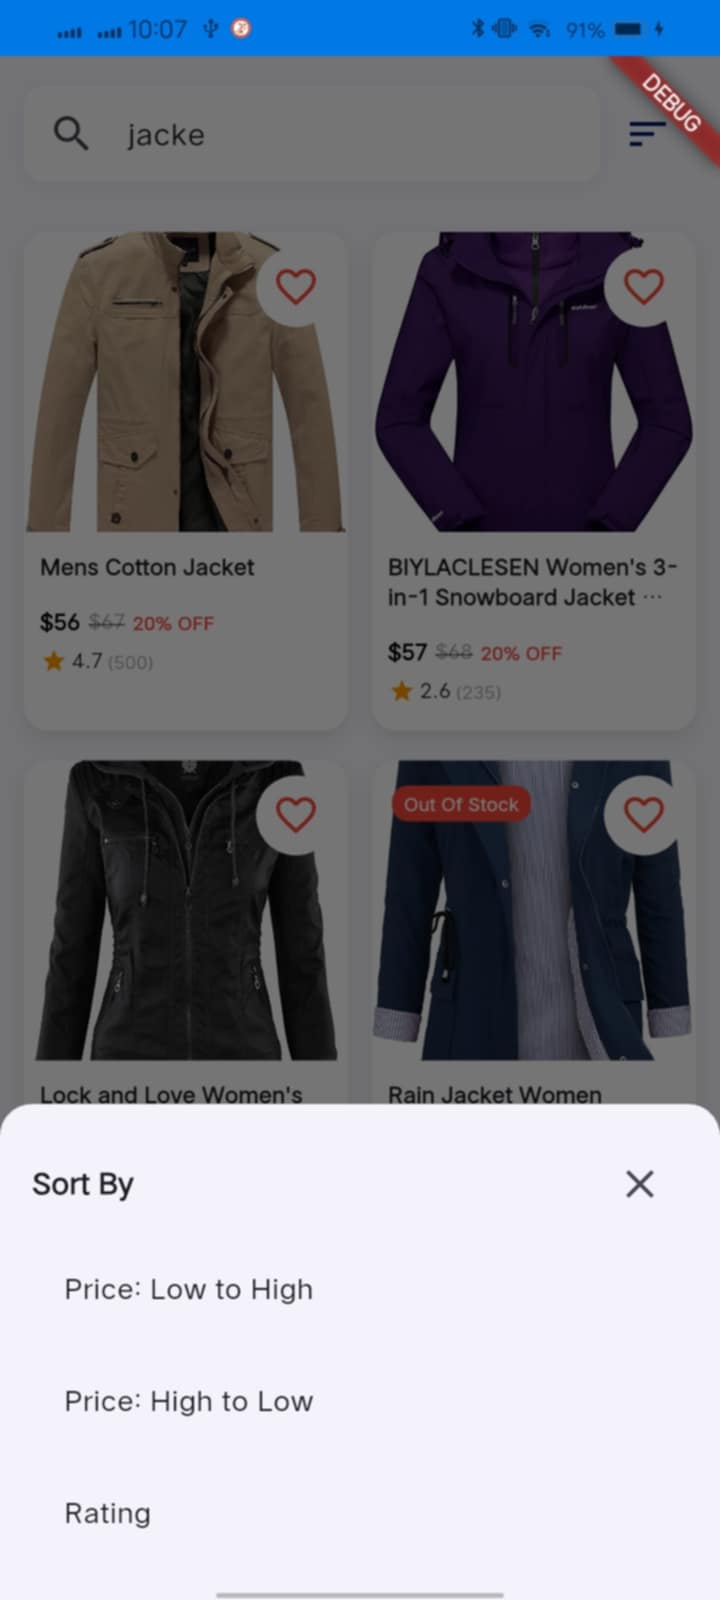 10:07
91%
DEBUG
jacke
Mens Cotton Jacket
$56 $67 20% OFF
4.7 (500)
BIYLACLESEN Women's 3-
in-1 Snowboard Jacket ...
$57 $68 20% OFF
2.6 (235)
Out Of Stock
Lock and Love Women's
Rain Jacket Women
Sort By
Price: Low to High
Price: High to Low
Rating